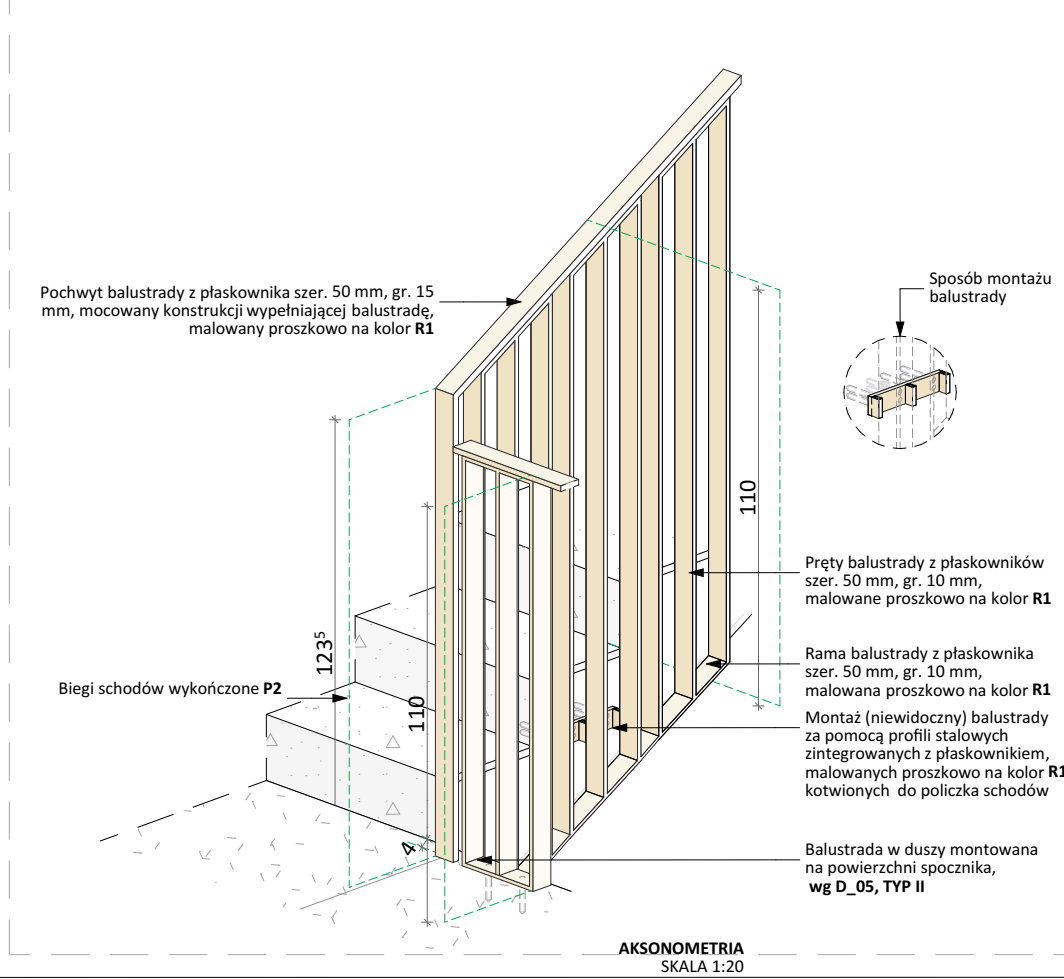 Pochwyt balustrady z płaskownika szer. 50 mm, gr. 15
mm, mocowany konstrukcji wypełniającej balustradę,
malowany proszkowo na kolor R1
Sposób montażu
balustrady
110
Pręty balustrady z płaskowników
szer. 50 mm, gr. 10 mm,
malowane proszkowo na kolor R1
123⁵
110
Rama balustrady z płaskownika
szer. 50 mm, gr. 10 mm,
malowana proszkowo na kolor R1
Biegi schodów wykończone P2
Montaż (niewidoczny) balustrady
za pomocą profili stalowych
zintegrowanych z płaskownikiem,
malowanych proszkowo na kolor R1
kotwionych do policzka schodów
4
Balustrada w duszy montowana
na powierzchni spocznika,
wg D_05, TYP II
AKSONOMETRIA
SKALA 1:20